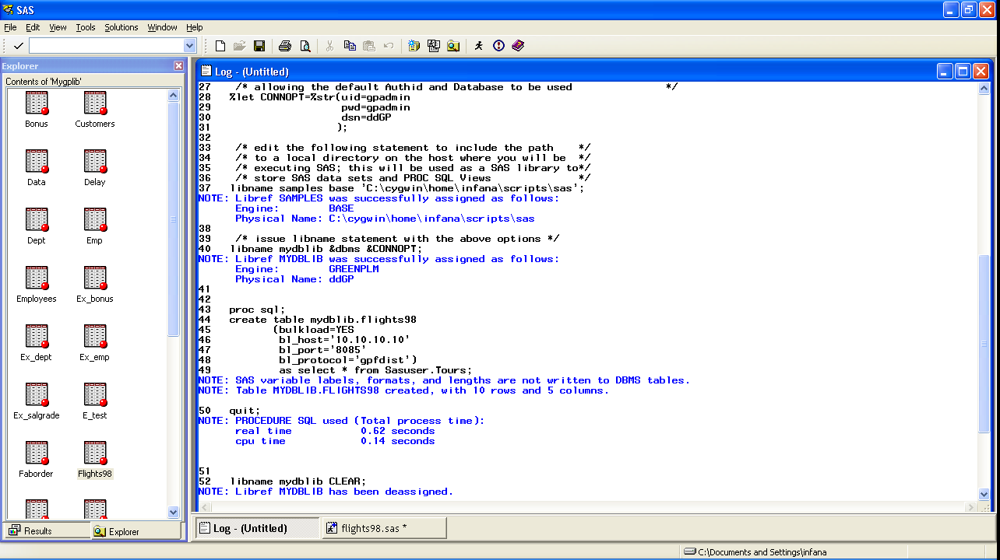 SAS
File Edit View Tools Solutions Window Help
Explorer
Contents of 'Mygplib'
Bonus Customers
Data Delay
Dept Emp
Employees Ex_bonus
Ex_dept Ex_emp
Ex_salgrade E_test
Faborder Flights98
Results Explorer
Log - (Untitled)
27 /* allowing the default Authid and Database to be used */
28 %let CONNOPT=%str(uid=gpadmin
29 pwd=gpadmin
30 dsn=ddGP
31 );
32
33 /* edit the following statement to include the path */
34 /* to a local directory on the host where you will be */
35 /* executing SAS; this will be used as a SAS library to*/
36 /* store SAS data sets and PROC SQL Views */
37 libname samples base 'C:\cygwin\home\infana\scripts\sas';
NOTE: Libref SAMPLES was successfully assigned as follows:
Engine: BASE
Physical Name: C:\cygwin\home\infana\scripts\sas
38
39 /* issue libname statement with the above options */
40 libname mydblib &dbms &CONNOPT;
NOTE: Libref MYDBLIB was successfully assigned as follows:
Engine: GREENPLM
Physical Name: ddGP
41
42
43 proc sql;
44 create table mydblib.flights98
45 (bulkload=YES
46 bl_host='10.10.10.10'
47 bl_port='8085'
48 bl_protocol='gpfdist')
49 as select * from Sasuser.Tours;
NOTE: SAS variable labels, formats, and lengths are not written to DBMS tables.
NOTE: Table MYDBLIB.FLIGHTS98 created, with 10 rows and 5 columns.
50 quit;
NOTE: PROCEDURE SQL used (Total process time):
real time 0.62 seconds
cpu time 0.14 seconds
51
52 libname mydblib CLEAR;
NOTE: Libref MYDBLIB has been deassigned.
Log - (Untitled) flights98.sas *
C:\Documents and Settings\infana